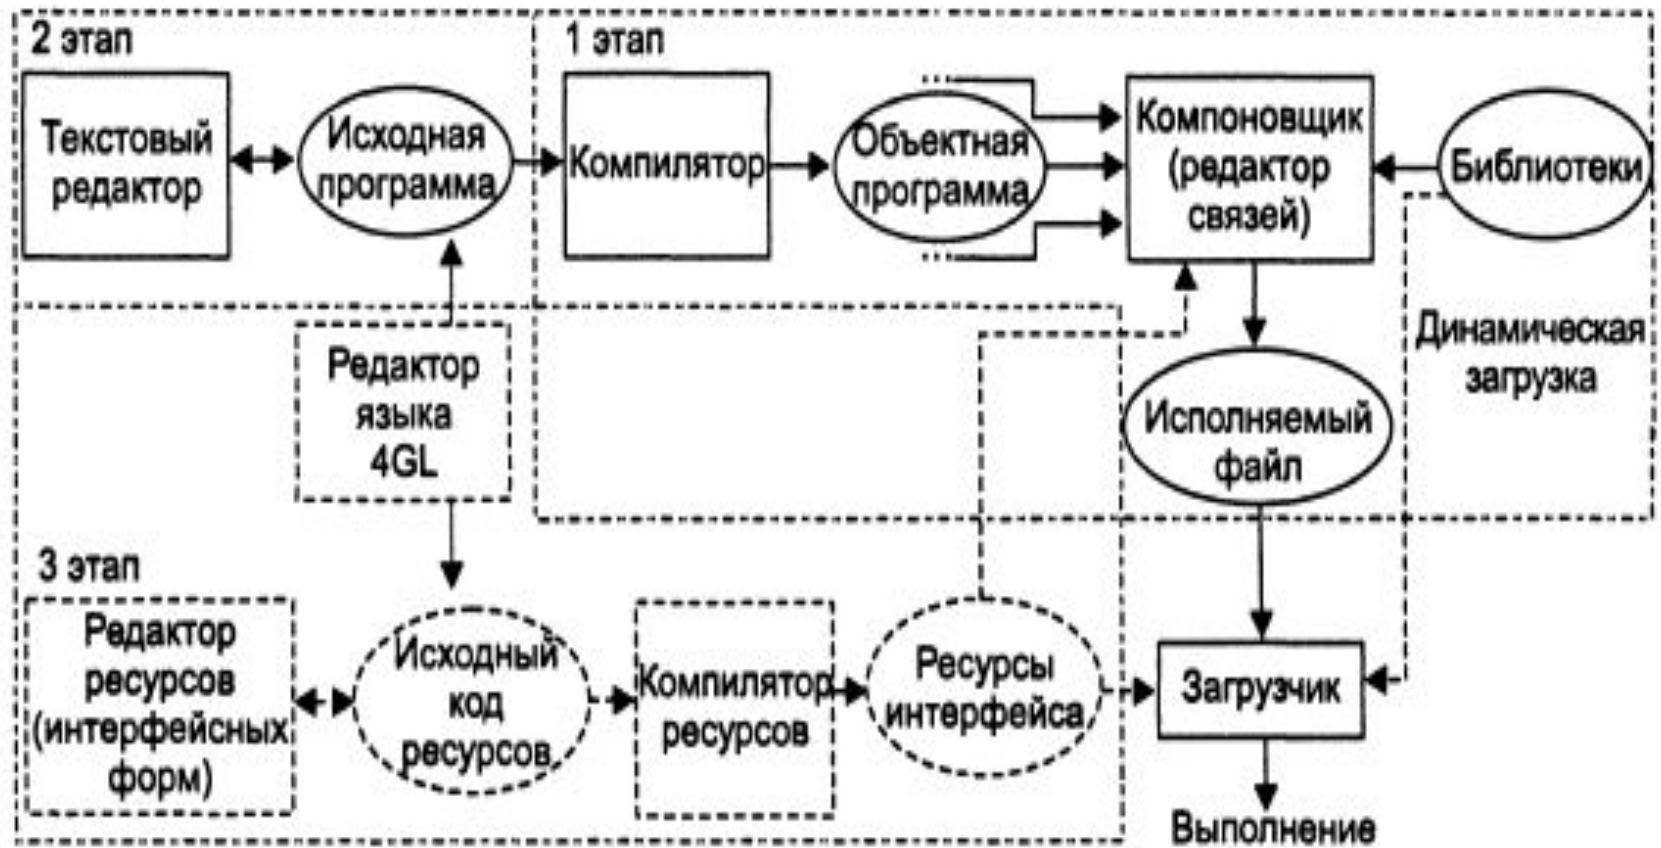 2 этап
1 этап
Текстовый
редактор
Исходная
программа
Компилятор
Объектная
программа
Компоновщик
(редактор
связей)
Библиотеки
Динамическая
загрузка
Редактор
языка
4GL
Исполняемый
файл
3 этап
Редактор
ресурсов
(интерфейсных
форм)
Исходный
код
ресурсов
Компилятор
ресурсов
Ресурсы
интерфейса
Загрузчик
Выполнение